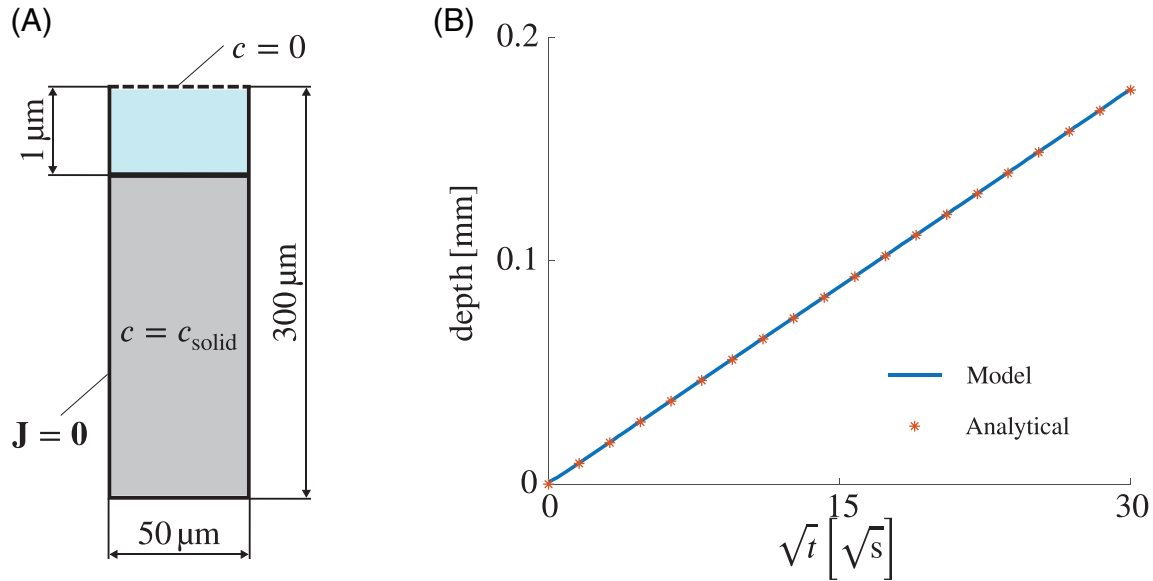 (A)
c = 0
1 μm
300 μm
c = c_solid
J = 0
50 μm
(B)
0.2
0.1
0
depth [mm]
Model
Analytical
0
15
30
√t [√s]